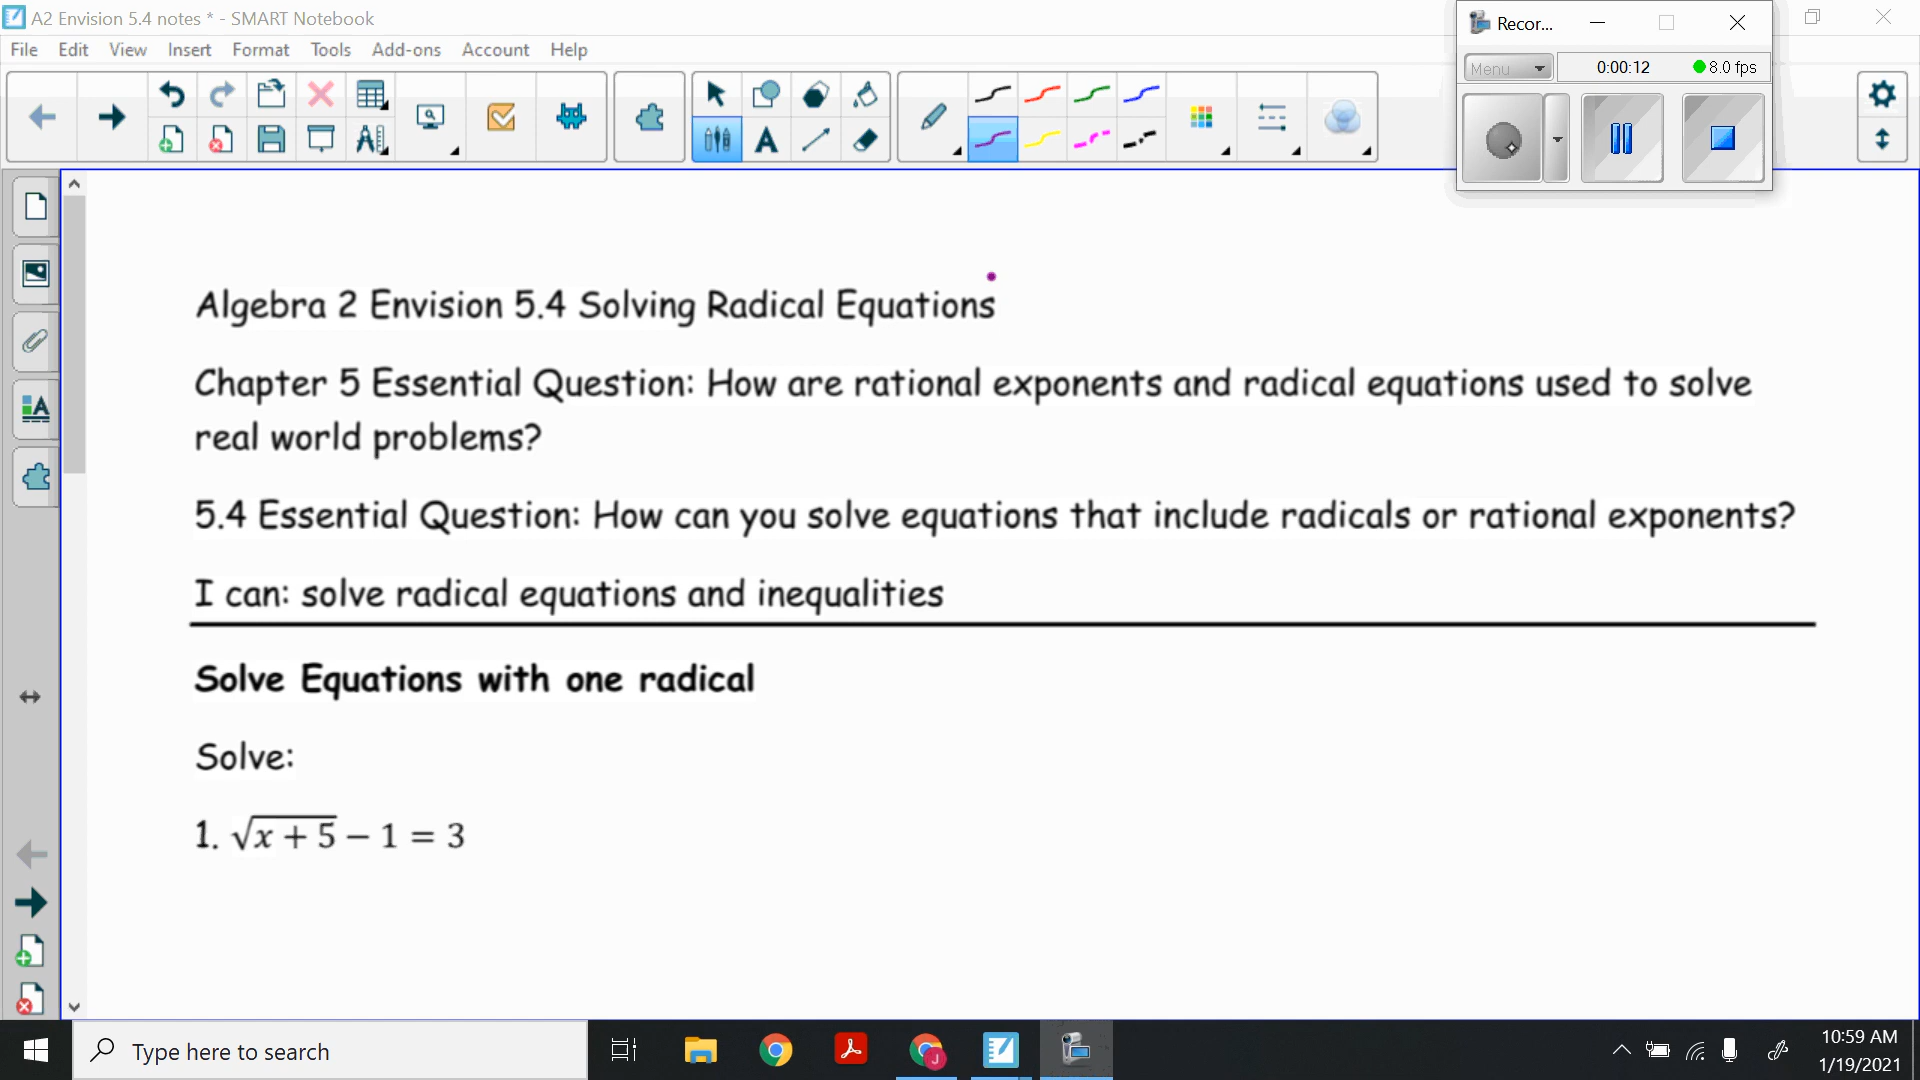 A2 Envision 5.4 notes * - SMART Notebook
File Edit View Insert Format Tools Add-ons Account Help
Recor...
Menu 0:00:12 8.0 fps
Algebra 2 Envision 5.4 Solving Radical Equations
Chapter 5 Essential Question: How are rational exponents and radical equations used to solve
real world problems?
5.4 Essential Question: How can you solve equations that include radicals or rational exponents?
I can: solve radical equations and inequalities
Solve Equations with one radical
Solve:
1. √x + 5 − 1 = 3
Type here to search
10:59 AM
1/19/2021